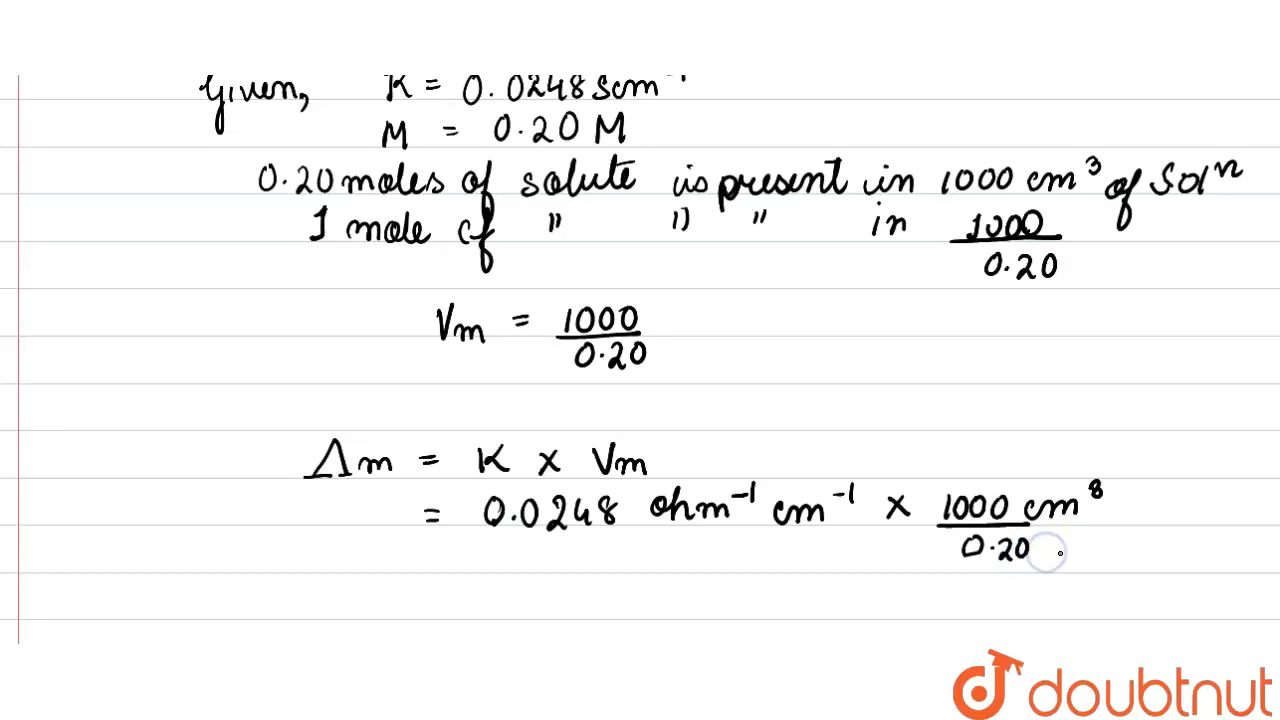 Given, K = 0.0248 Scm⁻¹
M = 0.20 M
0.20 moles of solute is present in 1000 cm³ of solⁿ
1 mole of " " " in 1000/0.20
Vm = 1000/0.20
Λm = K × Vm
= 0.0248 ohm⁻¹ cm⁻¹ × 1000 cm³/0.20
doubtnut